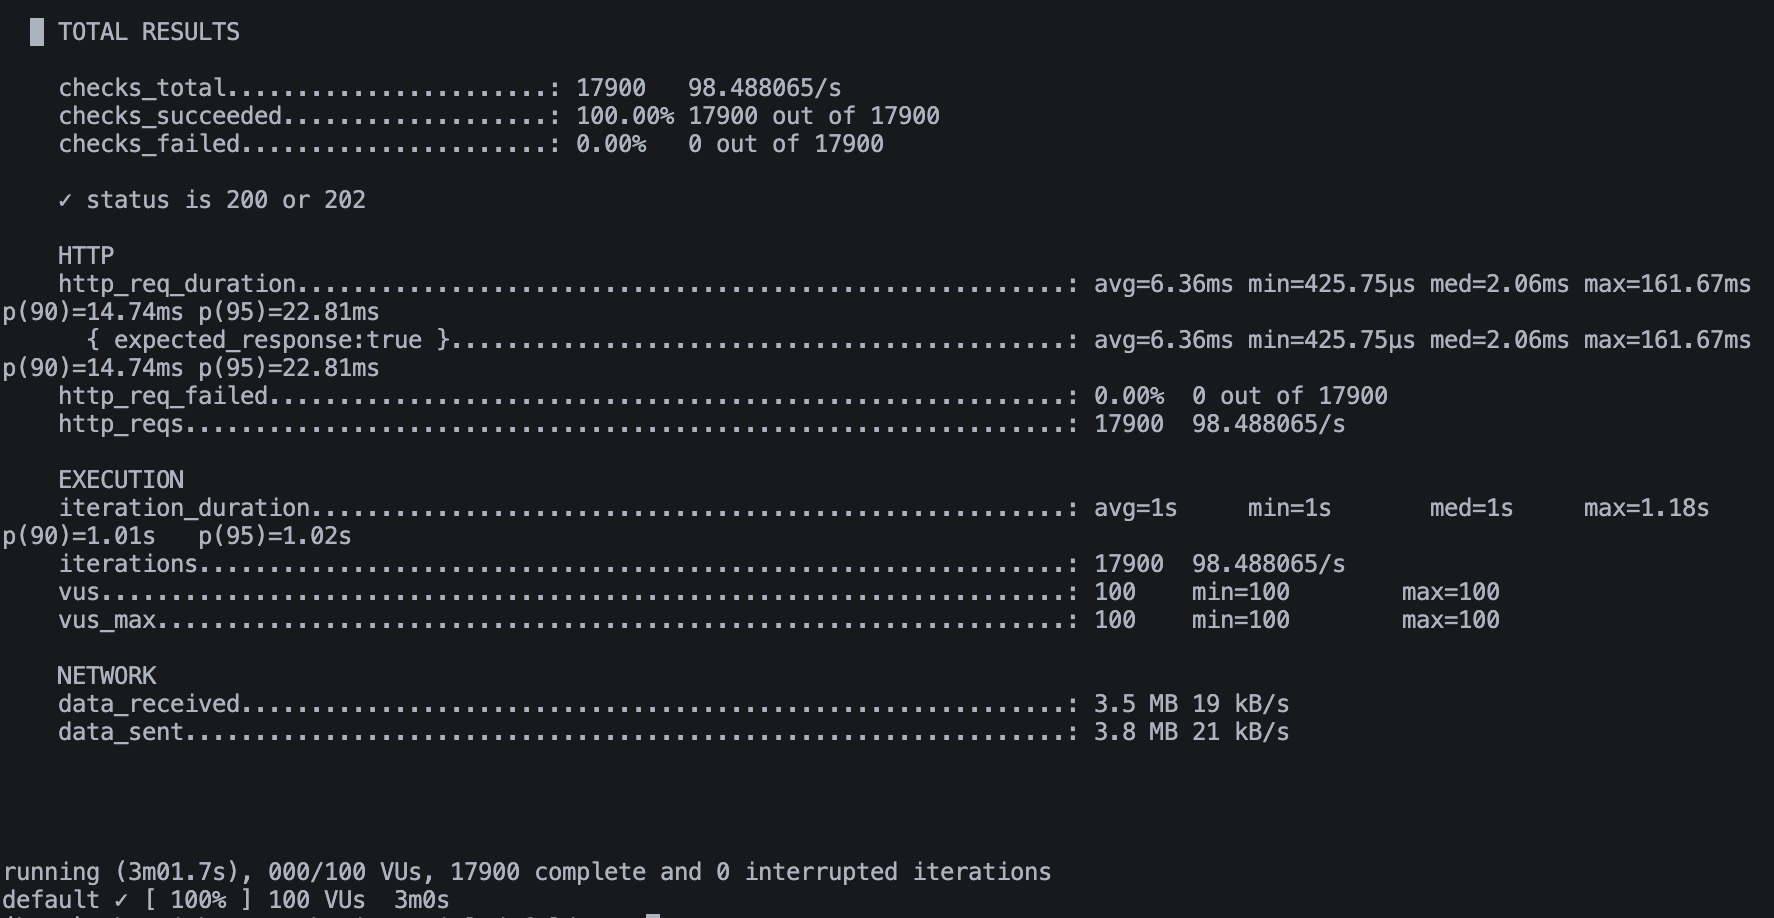 TOTAL RESULTS
checks_total.......................: 17900   98.488065/s
checks_succeeded...................: 100.00% 17900 out of 17900
checks_failed......................: 0.00%   0 out of 17900
✓ status is 200 or 202
HTTP
http_req_duration.......................................................: avg=6.36ms min=425.75µs med=2.06ms max=161.67ms
p(90)=14.74ms p(95)=22.81ms
{ expected_response:true }............................................: avg=6.36ms min=425.75µs med=2.06ms max=161.67ms
p(90)=14.74ms p(95)=22.81ms
http_req_failed.........................................................: 0.00%  0 out of 17900
http_reqs...............................................................: 17900  98.488065/s
EXECUTION
iteration_duration......................................................: avg=1s     min=1s       med=1s     max=1.18s
p(90)=1.01s   p(95)=1.02s
iterations..............................................................: 17900  98.488065/s
vus.....................................................................: 100    min=100        max=100
vus_max.................................................................: 100    min=100        max=100
NETWORK
data_received...........................................................: 3.5 MB 19 kB/s
data_sent...............................................................: 3.8 MB 21 kB/s
running (3m01.7s), 000/100 VUs, 17900 complete and 0 interrupted iterations
default ✓ [ 100% ] 100 VUs  3m0s